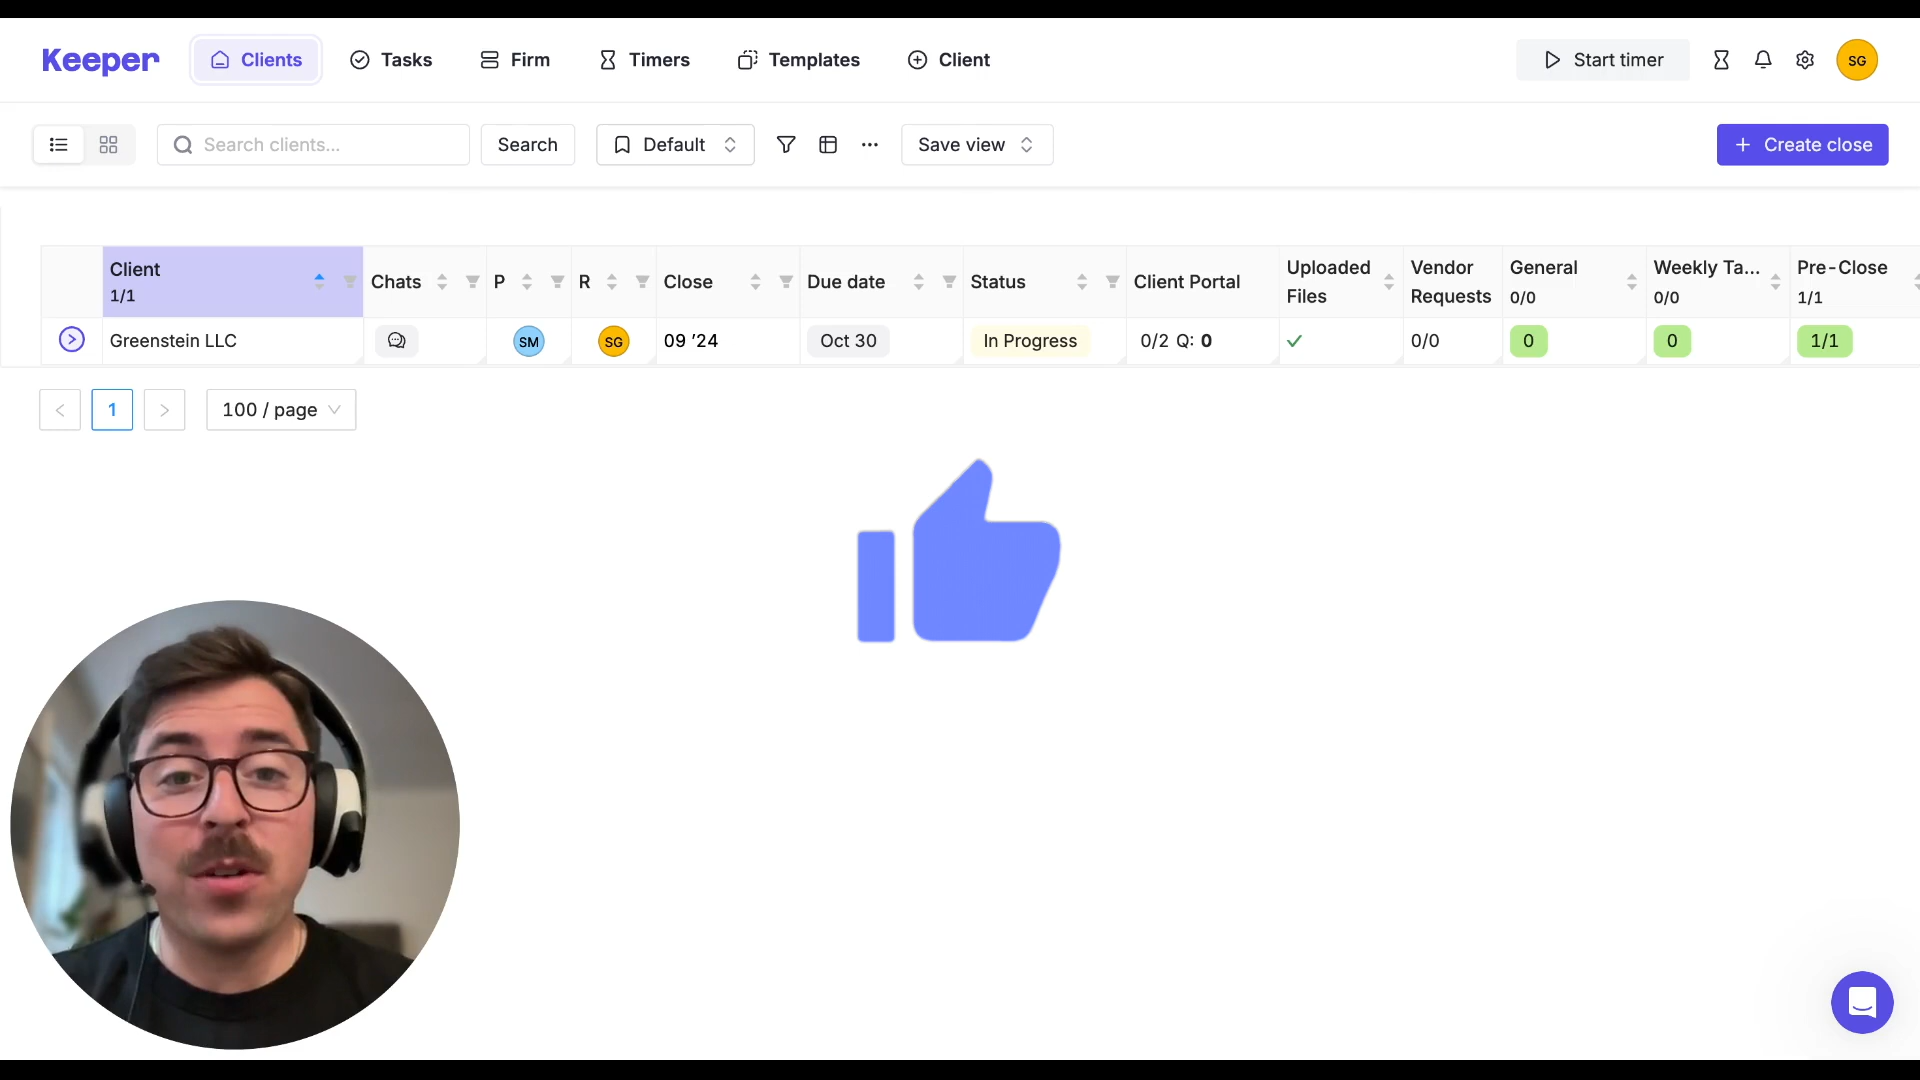 Keeper
Clients
Tasks
Firm
Timers
Templates
Client
Start timer
SG
Search clients...
Search
Default
Save view
Create close
Client
1/1
Chats
P
R
Close
Due date
Status
Client Portal
Uploaded
Files
Vendor
Requests
General
0/0
Weekly Ta...
0/0
Pre-Close
1/1
Greenstein LLC
SM
SG
09 ’24
Oct 30
In Progress
0/2 Q: 0
0/0
0
0
1/1
1
100 / page